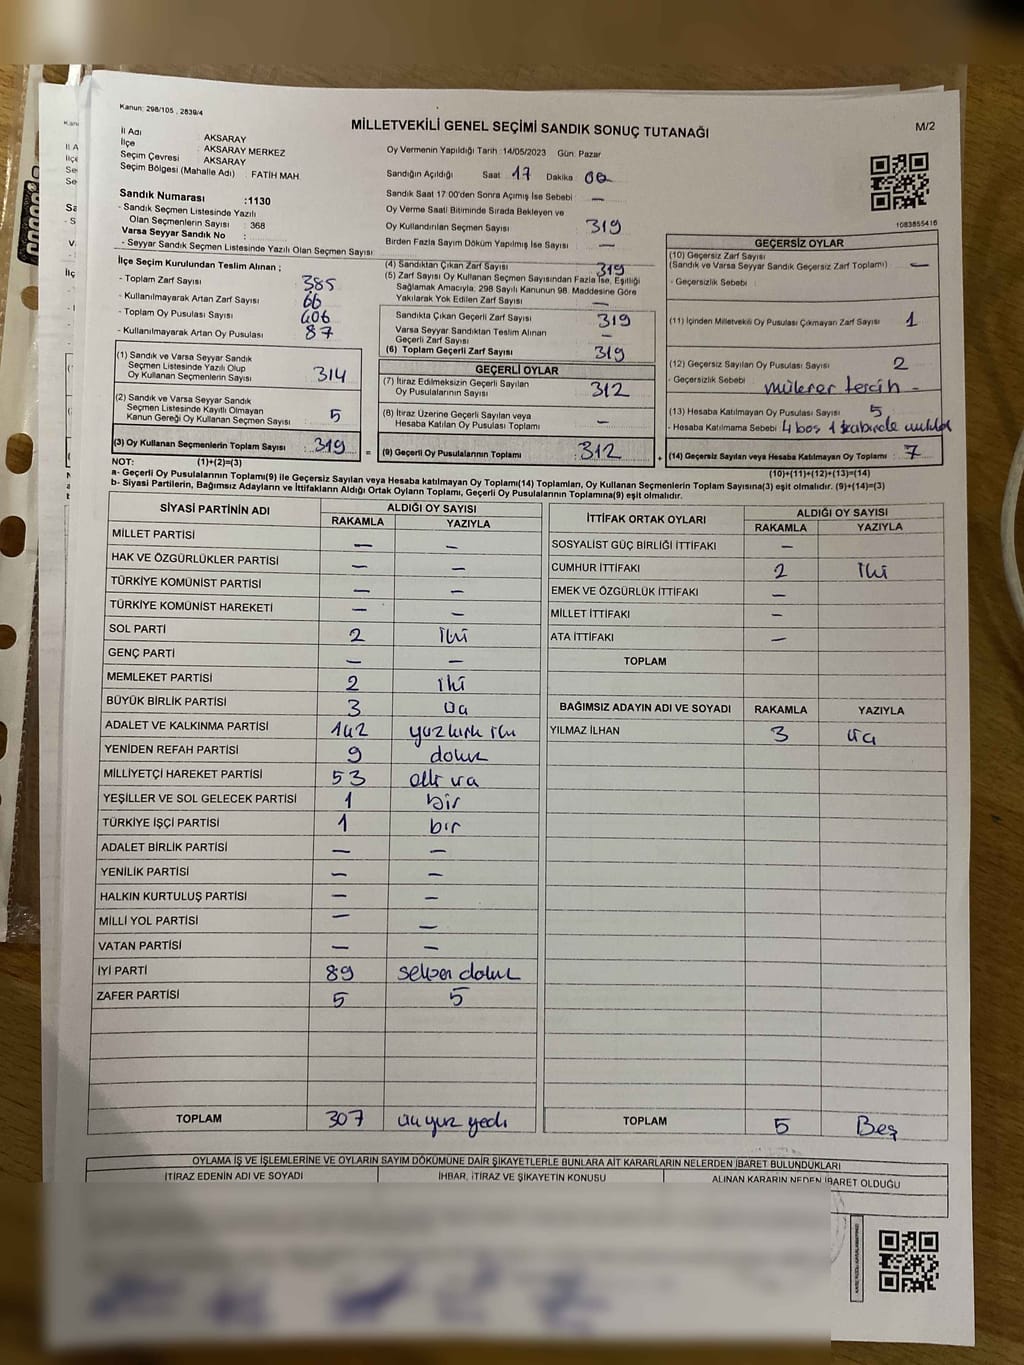 Kanun: 298/105 , 2839/4
MİLLETVEKİLİ GENEL SEÇİMİ SANDIK SONUÇ TUTANAĞI
M/2
İl Adı AKSARAY
İlçe AKSARAY MERKEZ
Seçim Çevresi AKSARAY
Seçim Bölgesi (Mahalle Adı) : FATİH MAH.
Oy Vermenin Yapıldığı Tarih :14/05/2023 Gün: Pazar
Sandığın Açıldığı Saat 17 Dakika 00
Sandık Saat 17:00'den Sonra Açımış İse Sebebi : —
Oy Verme Saati Bitiminde Sırada Bekleyen ve
Oy Kullandırılan Seçmen Sayısı : 319
Birden Fazla Sayım Döküm Yapılmış İse Sayısı : —
1083855416
Sandık Numarası :1130
- Sandık Seçmen Listesinde Yazılı
Olan Seçmenlerin Sayısı : 368
Varsa Seyyar Sandık No :
- Seyyar Sandık Seçmen Listesinde Yazılı Olan Seçmen Sayısı:
İlçe Seçim Kurulundan Teslim Alınan ;
- Toplam Zarf Sayısı : 385
- Kullanılmayarak Artan Zarf Sayısı : 66
- Toplam Oy Pusulası Sayısı : 406
- Kullanılmayarak Artan Oy Pusulası : 87
(1) Sandık ve Varsa Seyyar Sandık
Seçmen Listesinde Yazılı Olup
Oy Kullanan Seçmenlerin Sayısı : 314
(2) Sandık ve Varsa Seyyar Sandık
Seçmen Listesinde Kayıtlı Olmayan
Kanun Gereği Oy Kullanan Seçmen Sayısı : 5
(3) Oy Kullanan Seçmenlerin Toplam Sayısı : 319
(4) Sandıktan Çıkan Zarf Sayısı : 319
(5) Zarf Sayısı Oy Kullanan Seçmen Sayısından Fazla İse, Eşitliği
Sağlamak Amacıyla; 298 Sayılı Kanunun 98. Maddesine Göre
Yakılarak Yok Edilen Zarf Sayısı : —
Sandıkta Çıkan Geçerli Zarf Sayısı : 319
Varsa Seyyar Sandıktan Teslim Alınan
Geçerli Zarf Sayısı : —
(6) Toplam Geçerli Zarf Sayısı : 319
GEÇERLİ OYLAR
(7) İtiraz Edilmeksizin Geçerli Sayılan
Oy Pusulalarının Sayısı : 312
(8) İtiraz Üzerine Geçerli Sayılan veya
Hesaba Katılan Oy Pusulası Toplamı : —
= (9) Geçerli Oy Pusulalarının Toplamı : 312
GEÇERSİZ OYLAR
(10) Geçersiz Zarf Sayısı
(Sandık ve Varsa Seyyar Sandık Geçersiz Zarf Toplamı) : —
- Geçersizlik Sebebi :
(11) İçinden Milletvekili Oy Pusulası Çıkmayan Zarf Sayısı : 1
(12) Geçersiz Sayılan Oy Pusulası Sayısı : 2
- Geçersizlik Sebebi :
(13) Hesaba Katılmayan Oy Pusulası Sayısı : 5
- Hesaba Katılmama Sebebi : 4 boş 1 kabinde
+ (14) Geçersiz Sayılan veya Hesaba Katılmayan Oy Toplamı : 7
NOT: (1)+(2)=(3)
(10)+(11)+(12)+(13)=(14)
a- Geçerli Oy Pusulalarının Toplamı(9) ile Geçersiz Sayılan veya Hesaba katılmayan Oy Toplamı(14) Toplamları, Oy Kullanan Seçmenlerin Toplam Sayısına(3) eşit olmalıdır. (9)+(14)=(3)
b- Siyasi Partilerin, Bağımsız Adayların ve İttifakların Aldığı Ortak Oyların Toplamı, Geçerli Oy Pusulalarının Toplamına(9) eşit olmalıdır.
SİYASİ PARTİNİN ADI ALDIĞI OY SAYISI
RAKAMLA YAZIYLA
MİLLET PARTİSİ — —
HAK VE ÖZGÜRLÜKLER PARTİSİ — —
TÜRKİYE KOMÜNİST PARTİSİ — —
TÜRKİYE KOMÜNİST HAREKETİ — —
SOL PARTİ 2 iki
GENÇ PARTİ — —
MEMLEKET PARTİSİ 2 iki
BÜYÜK BİRLİK PARTİSİ 3 üç
ADALET VE KALKINMA PARTİSİ 142 yüz kırk iki
YENİDEN REFAH PARTİSİ 9 dokuz
MİLLİYETÇİ HAREKET PARTİSİ 53 elli üç
YEŞİLLER VE SOL GELECEK PARTİSİ 1 bir
TÜRKİYE İŞÇİ PARTİSİ 1 bir
ADALET BİRLİK PARTİSİ — —
YENİLİK PARTİSİ — —
HALKIN KURTULUŞ PARTİSİ — —
MİLLİ YOL PARTİSİ — —
VATAN PARTİSİ — —
İYİ PARTİ 89 seksen dokuz
ZAFER PARTİSİ 5 5
TOPLAM 307 üç yüz yedi
İTTİFAK ORTAK OYLARI ALDIĞI OY SAYISI
RAKAMLA YAZIYLA
SOSYALİST GÜÇ BİRLİĞİ İTTİFAKI —
CUMHUR İTTİFAKI 2 iki
EMEK VE ÖZGÜRLÜK İTTİFAKI —
MİLLET İTTİFAKI —
ATA İTTİFAKI —
TOPLAM
BAĞIMSIZ ADAYIN ADI VE SOYADI RAKAMLA YAZIYLA
YILMAZ İLHAN 3 üç
TOPLAM 5 Beş
OYLAMA İŞ VE İŞLEMLERİNE VE OYLARIN SAYIM DÖKÜMÜNE DAİR ŞİKAYETLERLE BUNLARA AİT KARARLARIN NELERDEN İBARET BULUNDUKLARI
İTİRAZ EDENİN ADI VE SOYADI İHBAR, İTİRAZ VE ŞİKAYETİN KONUSU ALINAN KARARIN NEDEN İBARET OLDUĞU